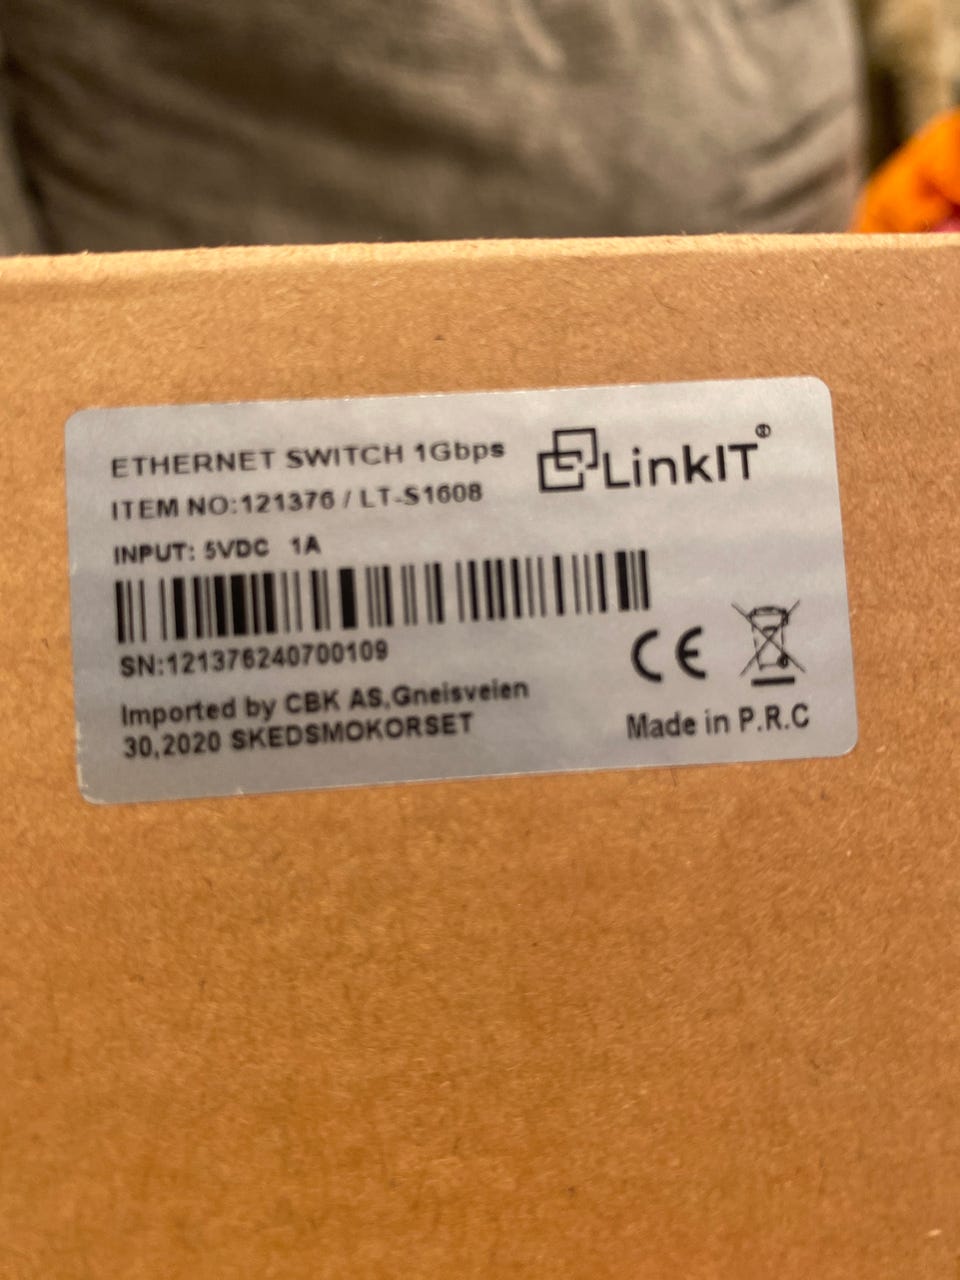 ETHERNET SWITCH 1Gbps
LinkIT®
ITEM NO:121376 / LT-S1608
INPUT: 5VDC 1A
SN:121376240700109
CE
Imported by CBK AS,Gneisveien
30,2020 SKEDSMOKORSET
Made in P.R.C